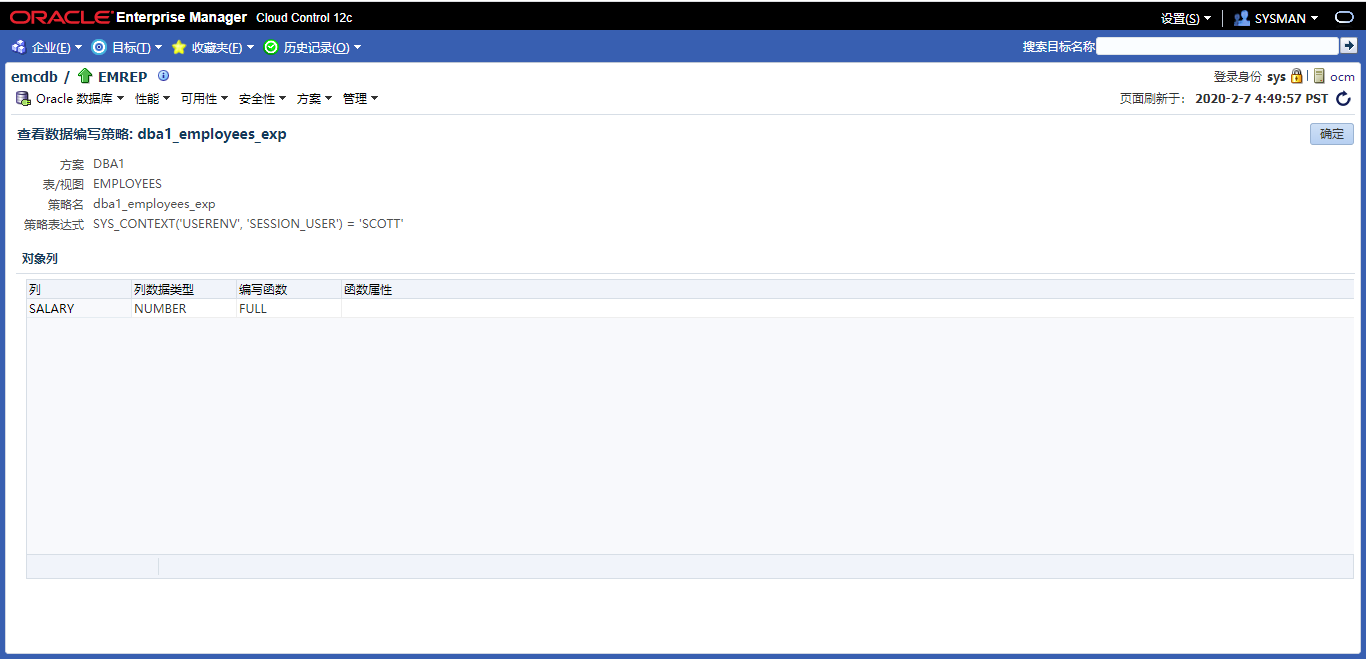 ORACLE Enterprise Manager Cloud Control 12c 设置(S) SYSMAN
企业(E) 目标(T) 收藏夹(F) 历史记录(O) 搜索目标名称
emcdb / EMREP 登录身份 sys ocm
Oracle 数据库 性能 可用性 安全性 方案 管理 页面刷新于: 2020-2-7 4:49:57 PST
查看数据编写策略: dba1_employees_exp 确定
方案 DBA1
表/视图 EMPLOYEES
策略名 dba1_employees_exp
策略表达式 SYS_CONTEXT('USERENV', 'SESSION_USER') = 'SCOTT'
对象列
列 列数据类型 编写函数 函数属性
SALARY NUMBER FULL